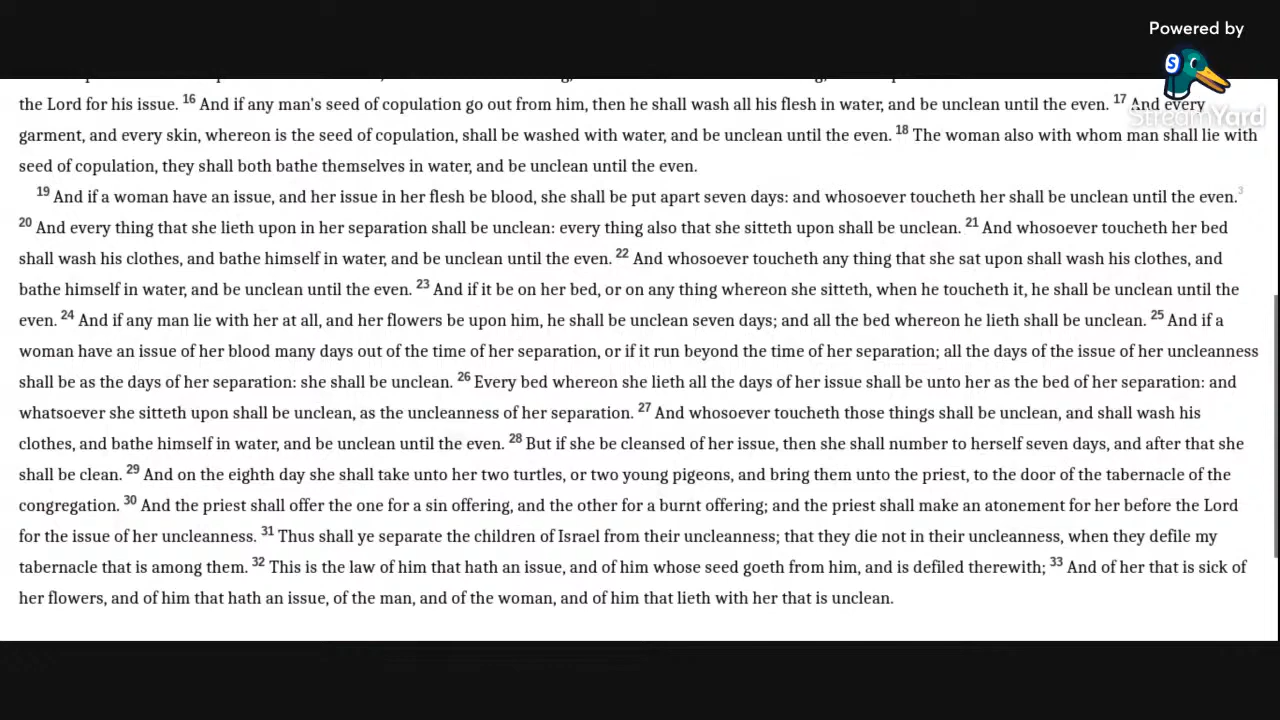 Powered by
StreamYard
the Lord for his issue. 16 And if any man's seed of copulation go out from him, then he shall wash all his flesh in water, and be unclean until the even. 17 And every
garment, and every skin, whereon is the seed of copulation, shall be washed with water, and be unclean until the even. 18 The woman also with whom man shall lie with
seed of copulation, they shall both bathe themselves in water, and be unclean until the even.
19 And if a woman have an issue, and her issue in her flesh be blood, she shall be put apart seven days: and whosoever toucheth her shall be unclean until the even.3
20 And every thing that she lieth upon in her separation shall be unclean: every thing also that she sitteth upon shall be unclean. 21 And whosoever toucheth her bed
shall wash his clothes, and bathe himself in water, and be unclean until the even. 22 And whosoever toucheth any thing that she sat upon shall wash his clothes, and
bathe himself in water, and be unclean until the even. 23 And if it be on her bed, or on any thing whereon she sitteth, when he toucheth it, he shall be unclean until the
even. 24 And if any man lie with her at all, and her flowers be upon him, he shall be unclean seven days; and all the bed whereon he lieth shall be unclean. 25 And if a
woman have an issue of her blood many days out of the time of her separation, or if it run beyond the time of her separation; all the days of the issue of her uncleanness
shall be as the days of her separation: she shall be unclean. 26 Every bed whereon she lieth all the days of her issue shall be unto her as the bed of her separation: and
whatsoever she sitteth upon shall be unclean, as the uncleanness of her separation. 27 And whosoever toucheth those things shall be unclean, and shall wash his
clothes, and bathe himself in water, and be unclean until the even. 28 But if she be cleansed of her issue, then she shall number to herself seven days, and after that she
shall be clean. 29 And on the eighth day she shall take unto her two turtles, or two young pigeons, and bring them unto the priest, to the door of the tabernacle of the
congregation. 30 And the priest shall offer the one for a sin offering, and the other for a burnt offering; and the priest shall make an atonement for her before the Lord
for the issue of her uncleanness. 31 Thus shall ye separate the children of Israel from their uncleanness; that they die not in their uncleanness, when they defile my
tabernacle that is among them. 32 This is the law of him that hath an issue, and of him whose seed goeth from him, and is defiled therewith; 33 And of her that is sick of
her flowers, and of him that hath an issue, of the man, and of the woman, and of him that lieth with her that is unclean.